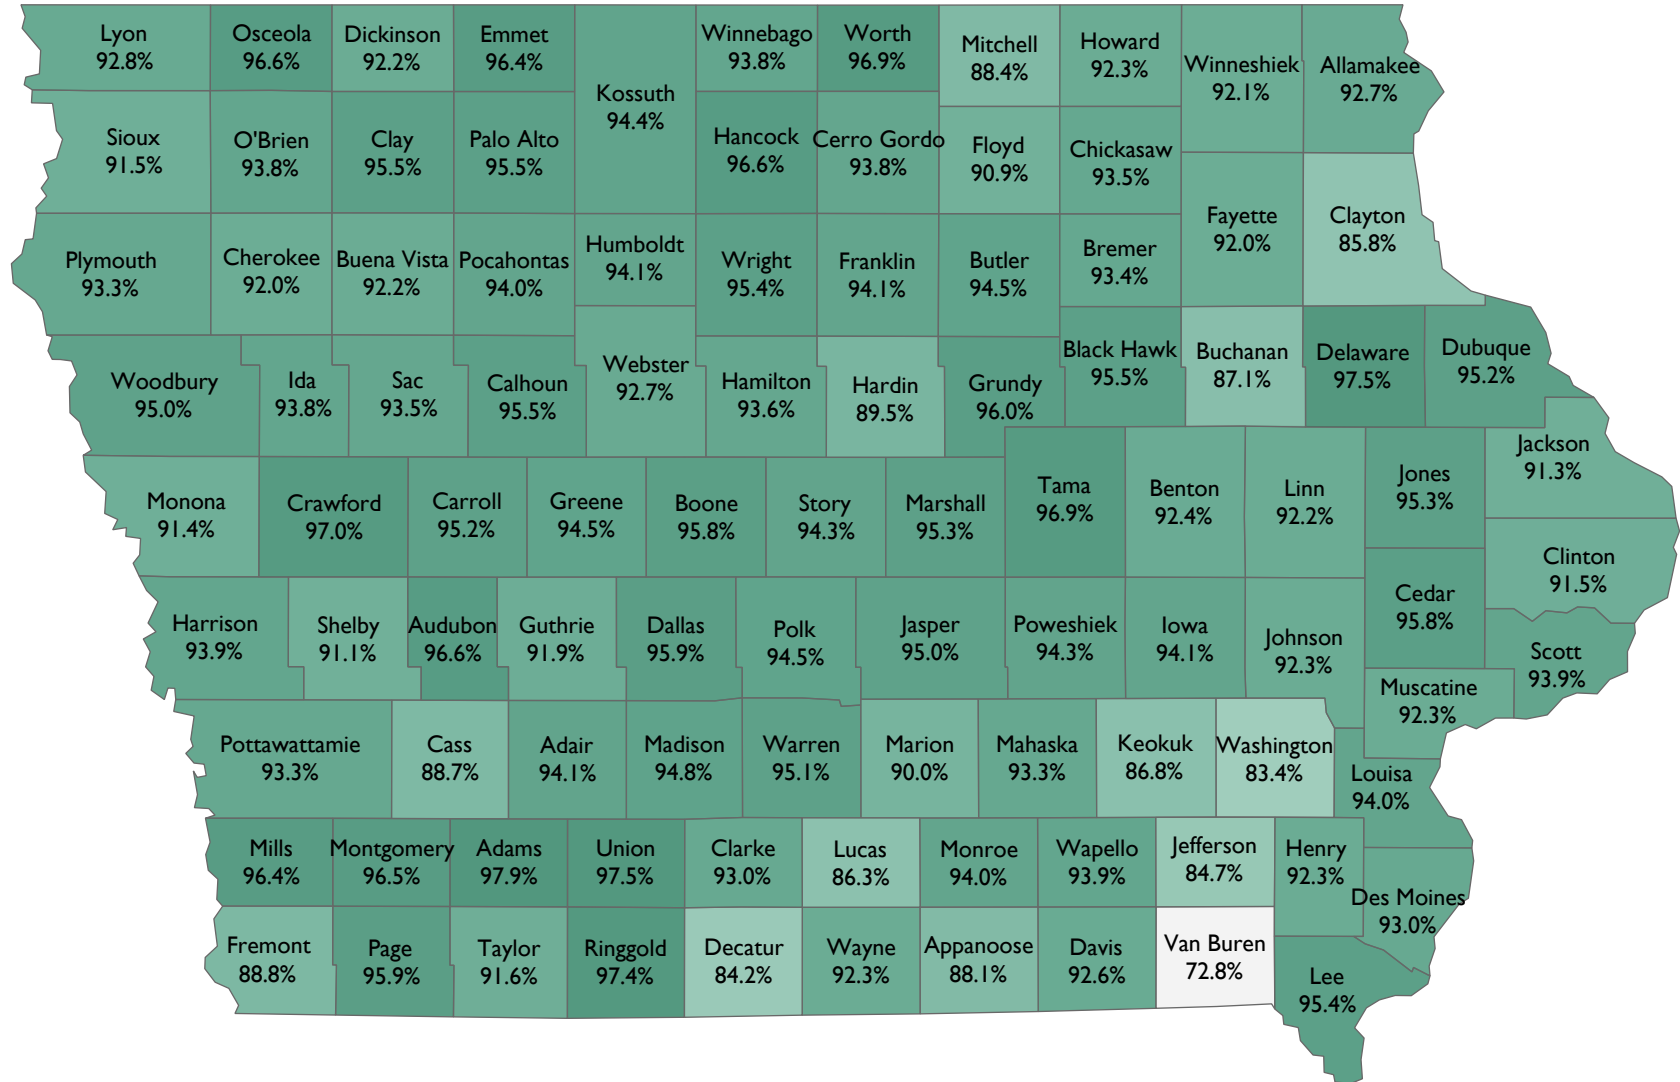 Lyon
92.8%
Osceola
96.6%
Dickinson
92.2%
Emmet
96.4%
Kossuth
94.4%
Winnebago
93.8%
Worth
96.9%
Mitchell
88.4%
Howard
92.3%
Winneshiek
92.1%
Allamakee
92.7%
Sioux
91.5%
O'Brien
93.8%
Clay
95.5%
Palo Alto
95.5%
Hancock
96.6%
Cerro Gordo
93.8%
Floyd
90.9%
Chickasaw
93.5%
Fayette
92.0%
Clayton
85.8%
Plymouth
93.3%
Cherokee
92.0%
Buena Vista
92.2%
Pocahontas
94.0%
Humboldt
94.1%
Wright
95.4%
Franklin
94.1%
Butler
94.5%
Bremer
93.4%
Woodbury
95.0%
Ida
93.8%
Sac
93.5%
Calhoun
95.5%
Webster
92.7%
Hamilton
93.6%
Hardin
89.5%
Grundy
96.0%
Black Hawk
95.5%
Buchanan
87.1%
Delaware
97.5%
Dubuque
95.2%
Monona
91.4%
Crawford
97.0%
Carroll
95.2%
Greene
94.5%
Boone
95.8%
Story
94.3%
Marshall
95.3%
Tama
96.9%
Benton
92.4%
Linn
92.2%
Jones
95.3%
Jackson
91.3%
Clinton
91.5%
Harrison
93.9%
Shelby
91.1%
Audubon
96.6%
Guthrie
91.9%
Dallas
95.9%
Polk
94.5%
Jasper
95.0%
Poweshiek
94.3%
Iowa
94.1%
Johnson
92.3%
Cedar
95.8%
Scott
93.9%
Muscatine
92.3%
Pottawattamie
93.3%
Cass
88.7%
Adair
94.1%
Madison
94.8%
Warren
95.1%
Marion
90.0%
Mahaska
93.3%
Keokuk
86.8%
Washington
83.4%
Louisa
94.0%
Mills
96.4%
Montgomery
96.5%
Adams
97.9%
Union
97.5%
Clarke
93.0%
Lucas
86.3%
Monroe
94.0%
Wapello
93.9%
Jefferson
84.7%
Henry
92.3%
Des Moines
93.0%
Fremont
88.8%
Page
95.9%
Taylor
91.6%
Ringgold
97.4%
Decatur
84.2%
Wayne
92.3%
Appanoose
88.1%
Davis
92.6%
Van Buren
72.8%
Lee
95.4%